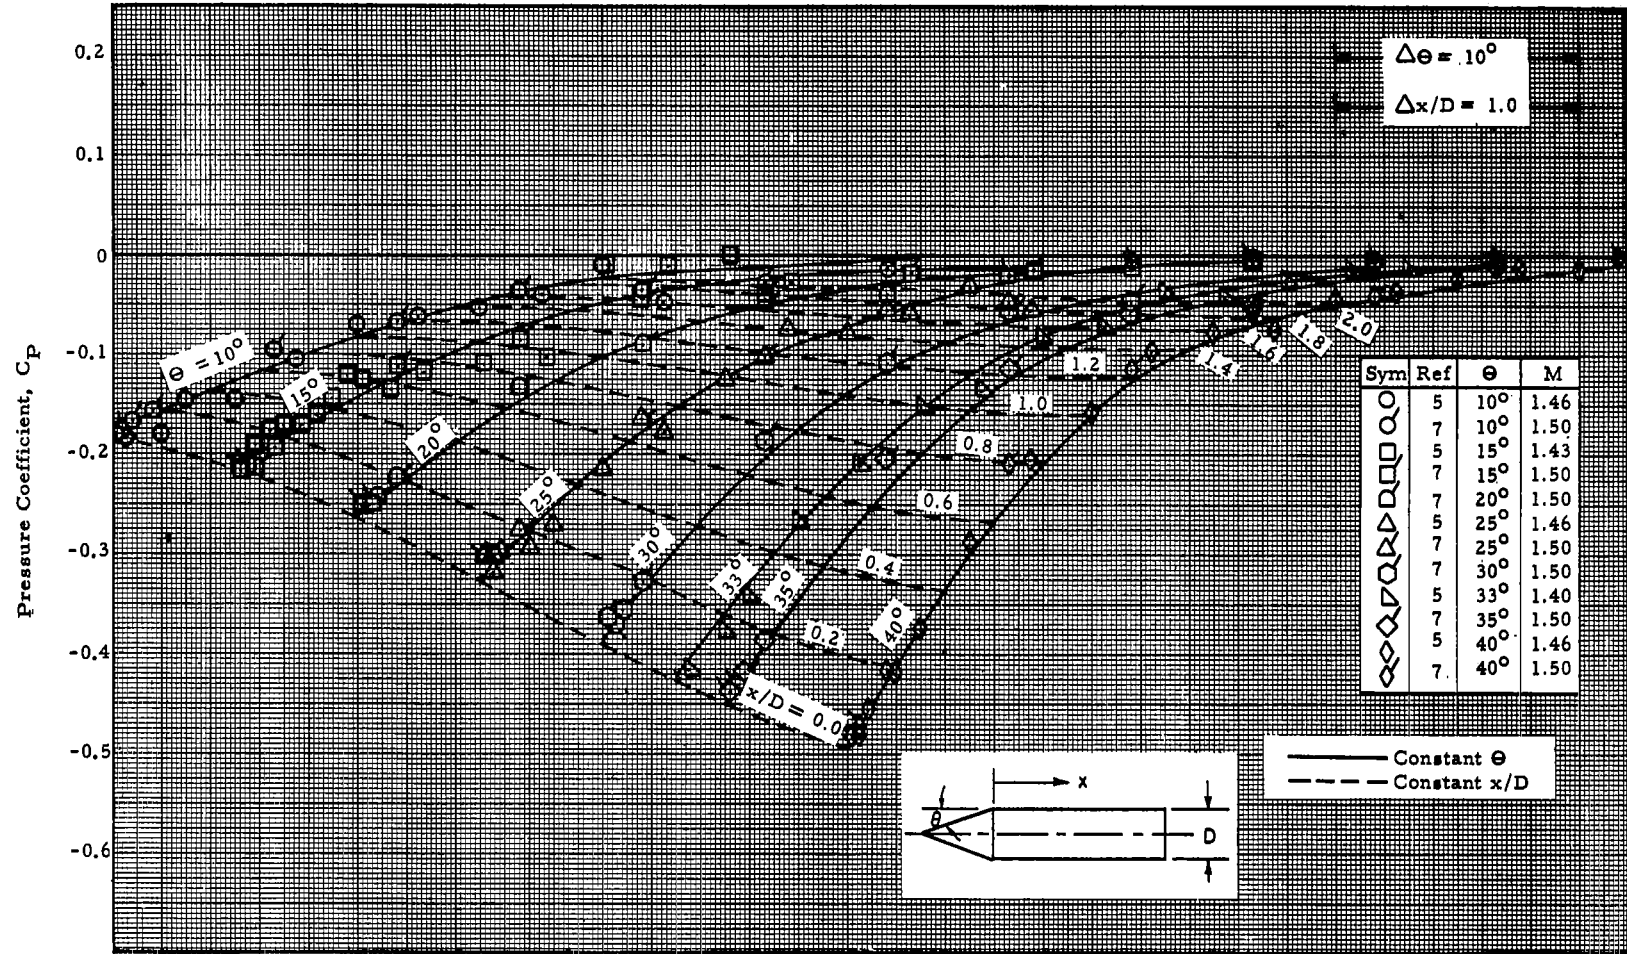 Pressure Coefficient, Cp
0.2
0.1
0
-0.1
-0.2
-0.3
-0.4
-0.5
-0.6
△Θ = 10°
△x/D = 1.0
Θ = 10°
15°
20°
25°
30°
33°
35°
40°
x/D = 0.0
0.2
0.4
0.6
0.8
1.0
1.2
1.4
1.6
1.8
2.0
Sym Ref Θ M
5 10° 1.46
7 10° 1.50
5 15° 1.43
7 15° 1.50
7 20° 1.50
5 25° 1.46
7 25° 1.50
7 30° 1.50
5 33° 1.40
7 35° 1.50
5 40° 1.46
7 40° 1.50
Constant Θ
Constant x/D
x
θ
D